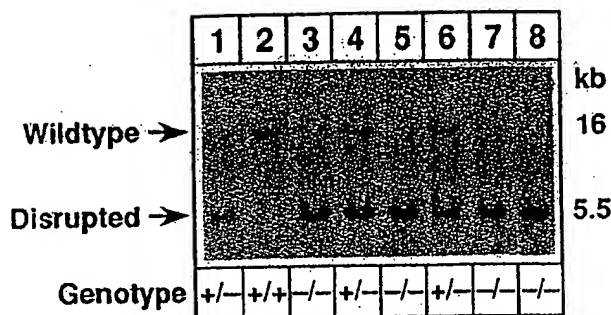 1 2 3 4 5 6 7 8
kb
Wildtype → 16
Disrupted → 5.5
Genotype +/– +/+ –/– +/– –/– +/– –/– –/–